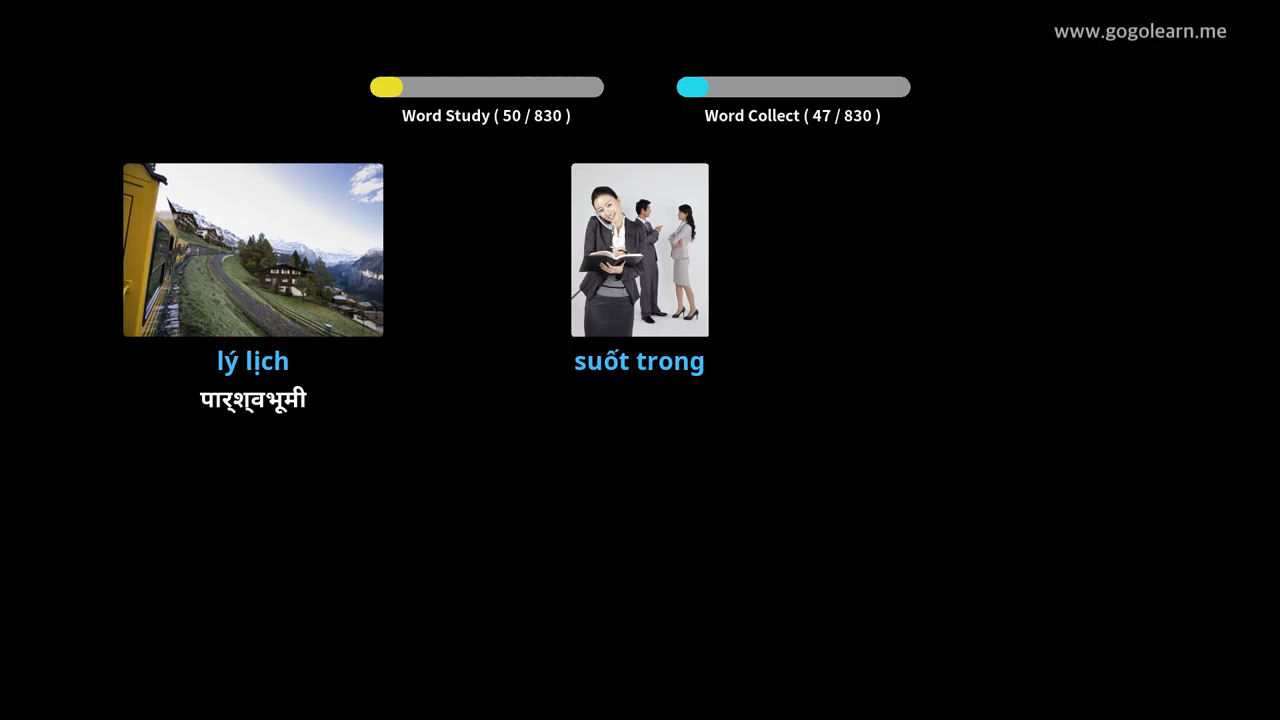 www.gogolearn.me
Word Study ( 50 / 830 )
Word Collect ( 47 / 830 )
lý lịch
पार्श्वभूमी
suốt trong